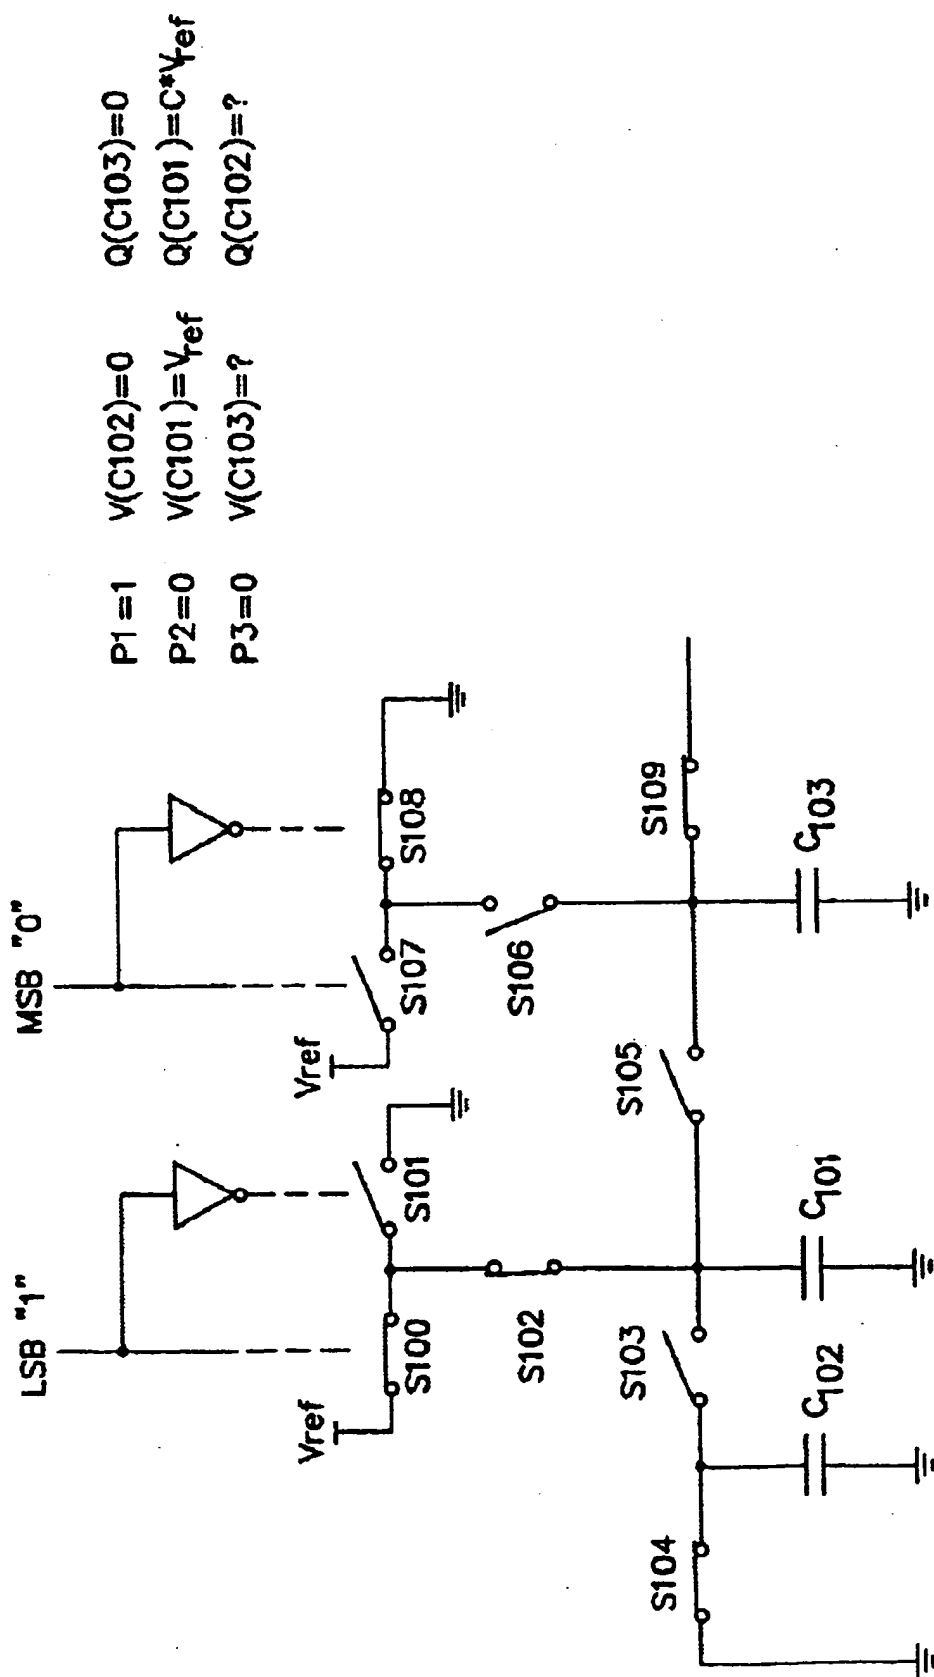 P1=1 V(C102)=0 Q(C103)=0
P2=0 V(C101)=Vref Q(C101)=C*Vref
P3=0 V(C103)=? Q(C102)=?
LSB "1"
MSB "0"
Vref
S100
S101
Vref
S107
S108
S102
S106
S104
S103
S105
S109
C102
C101
C103